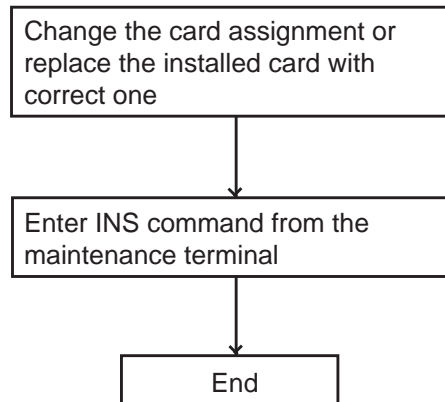 Change the card assignment or
replace the installed card with
correct one
Enter INS command from the
maintenance terminal
End